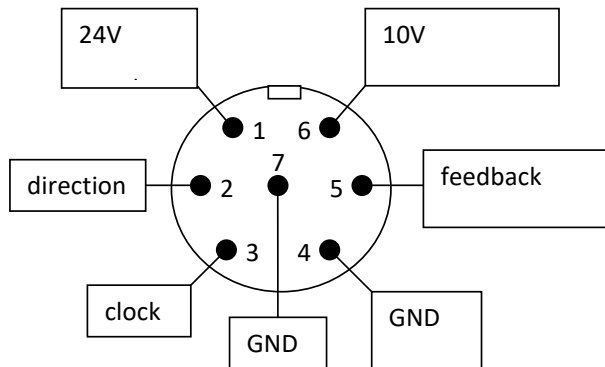 24V
10V
1
6
7
direction
2
5
feedback
3
4
clock
GND
GND